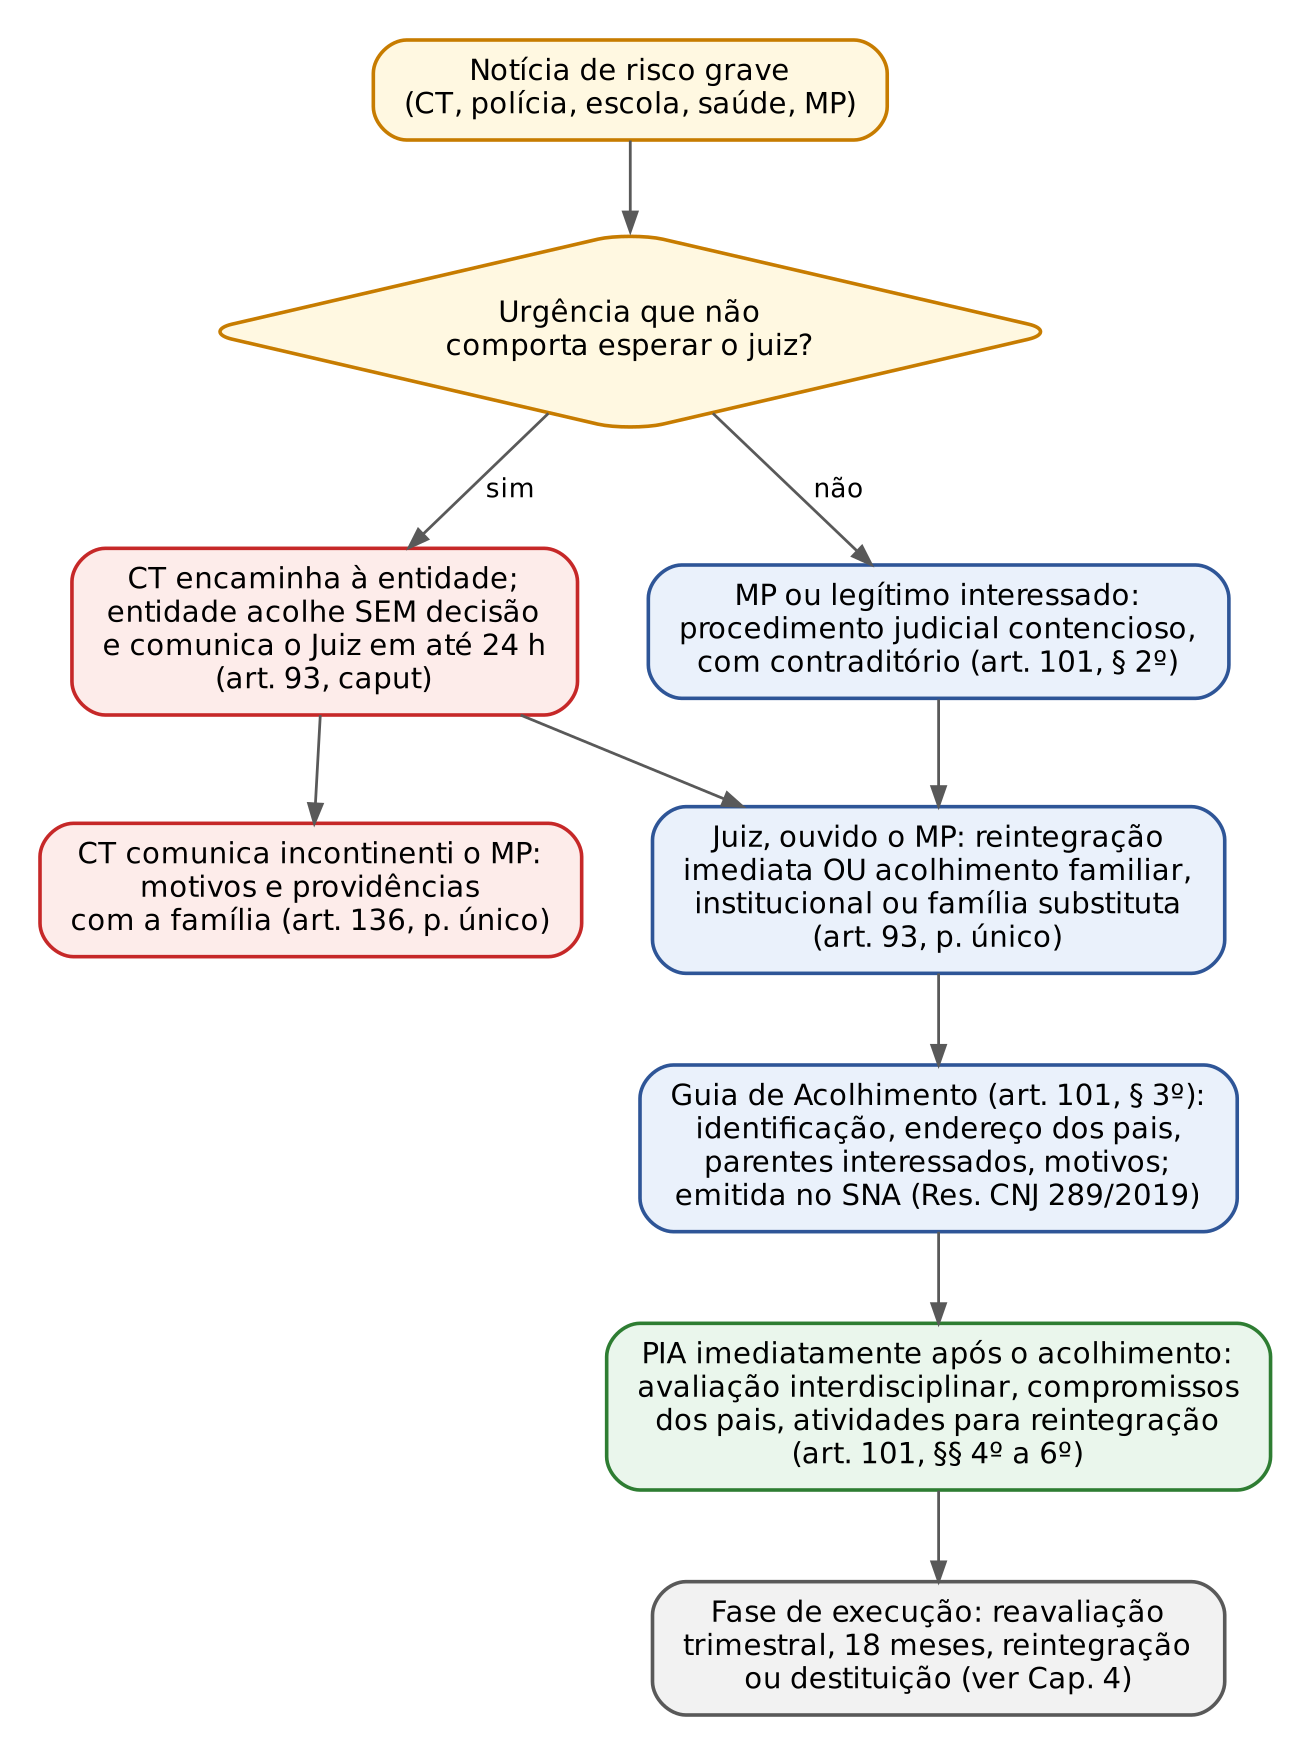 Notícia de risco grave
(CT, polícia, escola, saúde, MP)
Urgência que não
comporta esperar o juiz?
sim
não
CT encaminha à entidade;
entidade acolhe SEM decisão
e comunica o Juiz em até 24 h
(art. 93, caput)
MP ou legítimo interessado:
procedimento judicial contencioso,
com contraditório (art. 101, § 2º)
CT comunica incontinenti o MP:
motivos e providências
com a família (art. 136, p. único)
Juiz, ouvido o MP: reintegração
imediata OU acolhimento familiar,
institucional ou família substituta
(art. 93, p. único)
Guia de Acolhimento (art. 101, § 3º):
identificação, endereço dos pais,
parentes interessados, motivos;
emitida no SNA (Res. CNJ 289/2019)
PIA imediatamente após o acolhimento:
avaliação interdisciplinar, compromissos
dos pais, atividades para reintegração
(art. 101, §§ 4º a 6º)
Fase de execução: reavaliação
trimestral, 18 meses, reintegração
ou destituição (ver Cap. 4)